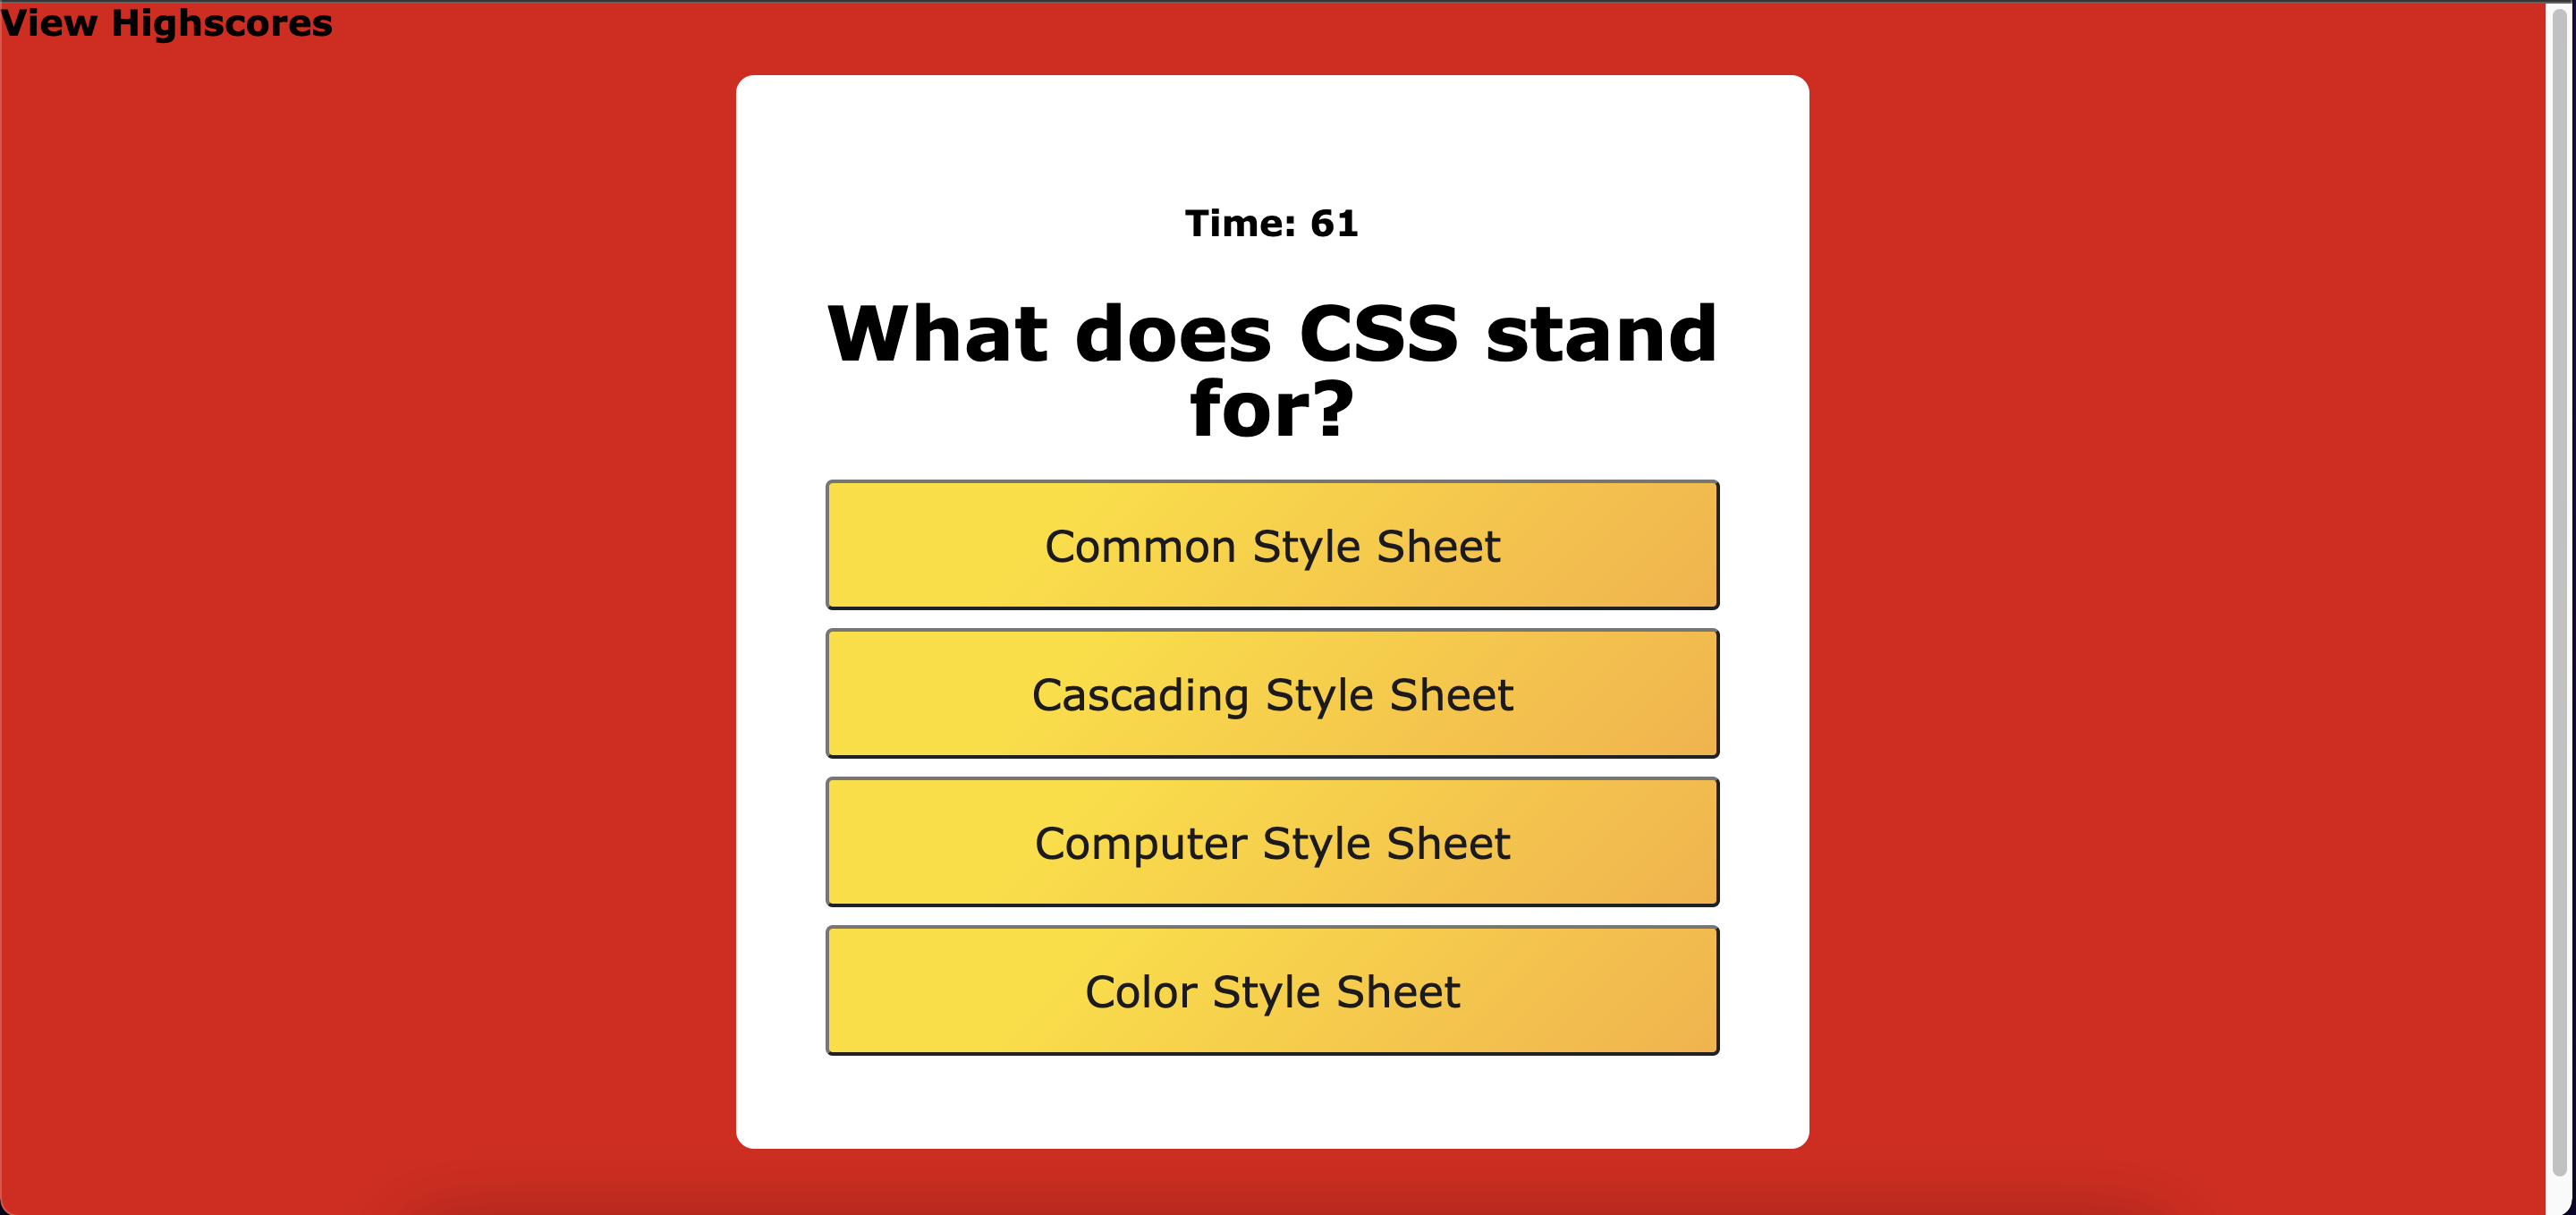 View Highscores
Time: 61
What does CSS stand
for?
Common Style Sheet
Cascading Style Sheet
Computer Style Sheet
Color Style Sheet